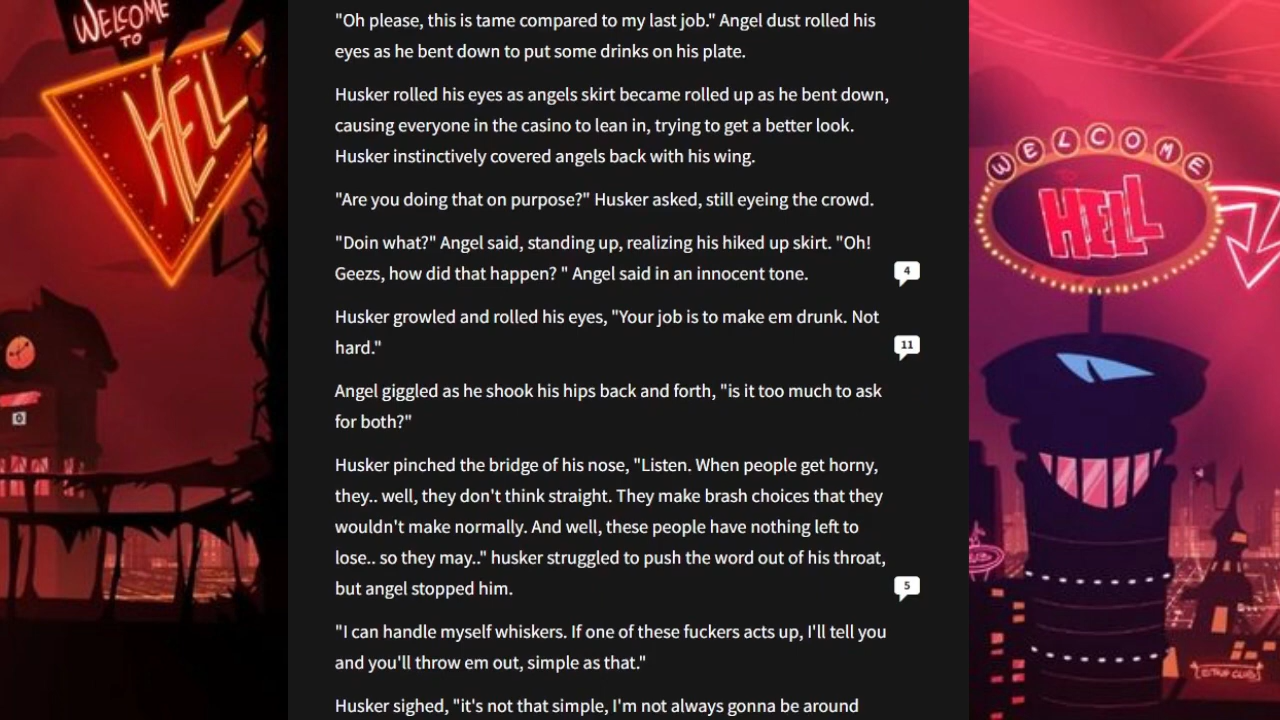 WELCOME
TO
HELL
"Oh please, this is tame compared to my last job." Angel dust rolled his
eyes as he bent down to put some drinks on his plate.
Husker rolled his eyes as angels skirt became rolled up as he bent down,
causing everyone in the casino to lean in, trying to get a better look.
Husker instinctively covered angels back with his wing.
"Are you doing that on purpose?" Husker asked, still eyeing the crowd.
"Doin what?" Angel said, standing up, realizing his hiked up skirt. "Oh!
Geezs, how did that happen? " Angel said in an innocent tone.
4
Husker growled and rolled his eyes, "Your job is to make em drunk. Not
hard."
11
Angel giggled as he shook his hips back and forth, "is it too much to ask
for both?"
Husker pinched the bridge of his nose, "Listen. When people get horny,
they.. well, they don't think straight. They make brash choices that they
wouldn't make normally. And well, these people have nothing left to
lose.. so they may.." husker struggled to push the word out of his throat,
but angel stopped him.
5
"I can handle myself whiskers. If one of these fuckers acts up, I'll tell you
and you'll throw em out, simple as that."
Husker sighed, "it's not that simple, I'm not always gonna be around
WELCOME
TO
HELL